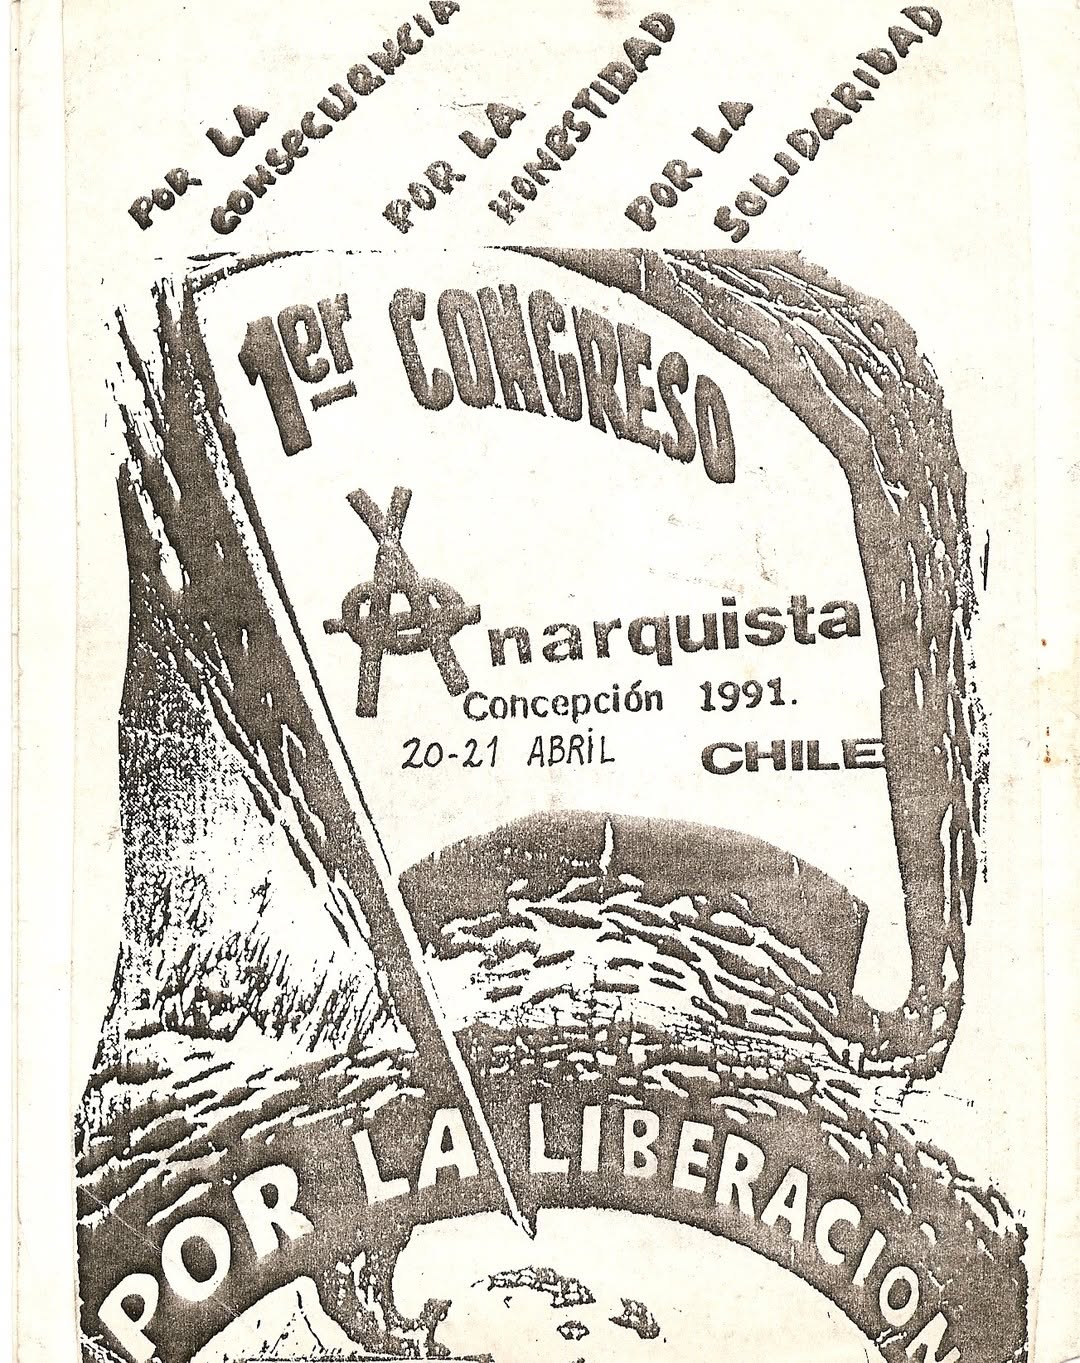 POR LA
CONSECUENCIA
POR LA
HONESTIDAD
POR LA
SOLIDARIDAD
1er CONGRESO
Anarquista
Concepción 1991.
20-21 ABRIL CHILE
POR LA LIBERACION